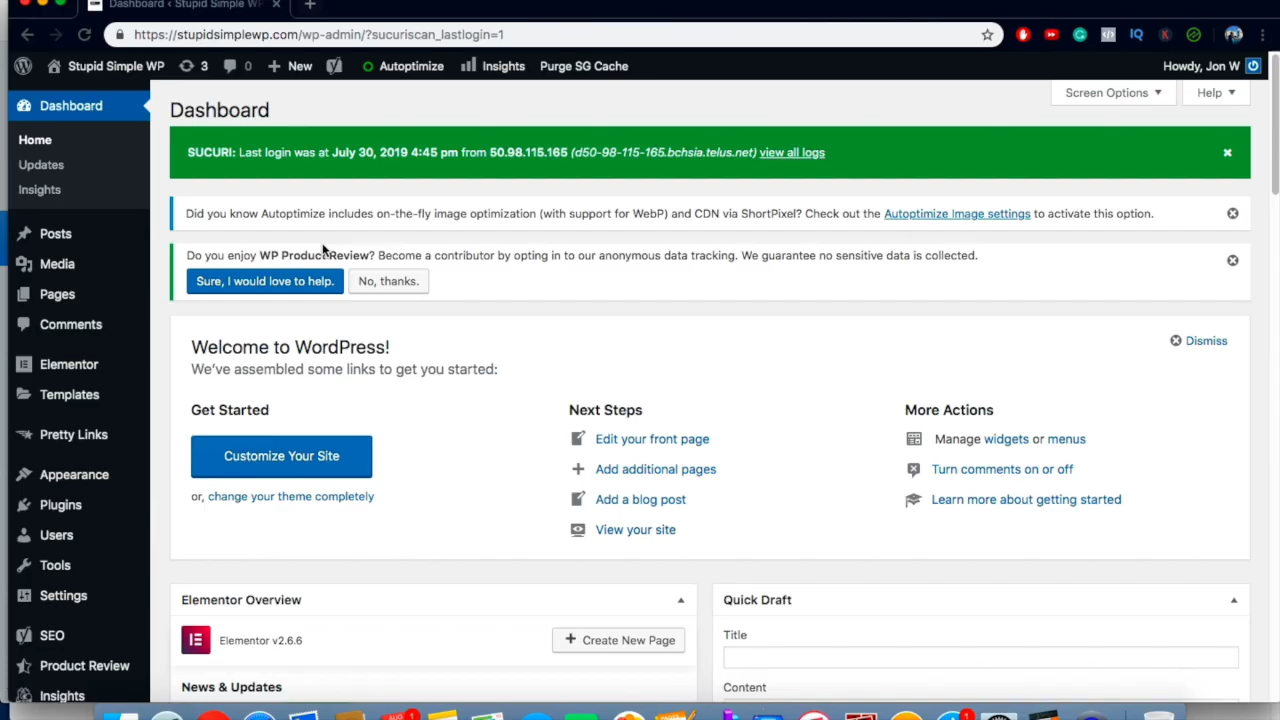 Dashboard < Stupid Simple WP
https://stupidsimplewp.com/wp-admin/?sucuriscan_lastlogin=1
IQ
K
Stupid Simple WP 3 0 New Autoptimize Insights Purge SG Cache Howdy, Jon W
Screen Options ▼ Help ▼
Dashboard
Home
Updates
Insights
Posts
Media
Pages
Comments
Elementor
Templates
Pretty Links
Appearance
Plugins
Users
Tools
Settings
SEO
Product Review
Insights
Dashboard
SUCURI: Last login was at July 30, 2019 4:45 pm from 50.98.115.165 (d50-98-115-165.bchsia.telus.net) view all logs
Did you know Autoptimize includes on-the-fly image optimization (with support for WebP) and CDN via ShortPixel? Check out the Autoptimize Image settings to activate this option.
Do you enjoy WP Product Review? Become a contributor by opting in to our anonymous data tracking. We guarantee no sensitive data is collected.
Sure, I would love to help. No, thanks.
Welcome to WordPress!
We've assembled some links to get you started:
Dismiss
Get Started
Customize Your Site
or, change your theme completely
Next Steps
Edit your front page
Add additional pages
Add a blog post
View your site
More Actions
Manage widgets or menus
Turn comments on or off
Learn more about getting started
Elementor Overview
Elementor v2.6.6
+ Create New Page
News & Updates
Quick Draft
Title
Content
AUG 1
1